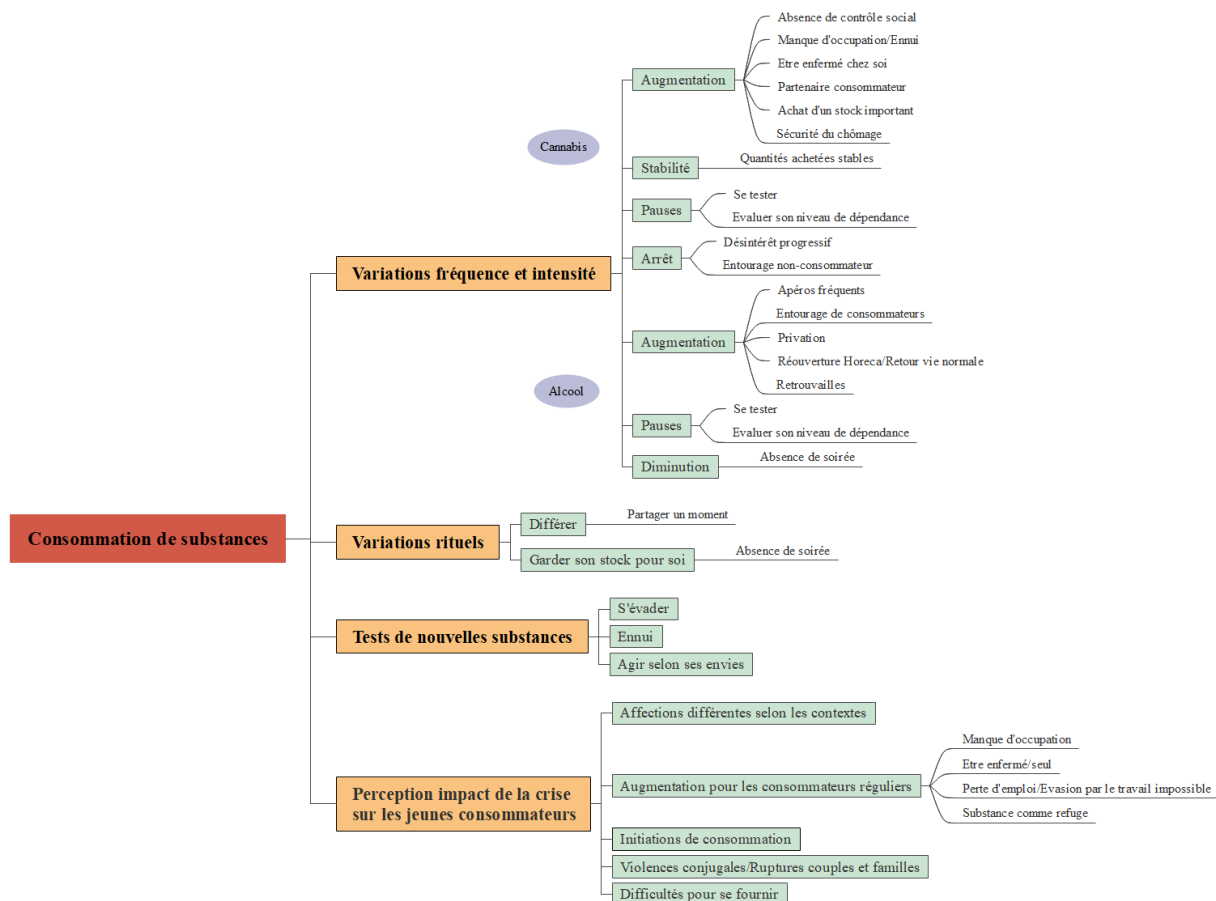 Consommation de substances
Variations fréquence et intensité
Cannabis
Augmentation
Absence de contrôle social
Manque d'occupation/Ennui
Etre enfermé chez soi
Partenaire consommateur
Achat d'un stock important
Sécurité du chômage
Stabilité
Quantités achetées stables
Pauses
Se tester
Evaluer son niveau de dépendance
Arrêt
Désintérêt progressif
Entourage non-consommateur
Alcool
Augmentation
Apéros fréquents
Entourage de consommateurs
Privation
Réouverture Horeca/Retour vie normale
Retrouvailles
Pauses
Se tester
Evaluer son niveau de dépendance
Diminution
Absence de soirée
Variations rituels
Différer
Partager un moment
Garder son stock pour soi
Absence de soirée
Tests de nouvelles substances
S'évader
Ennui
Agir selon ses envies
Perception impact de la crise
sur les jeunes consommateurs
Affections différentes selon les contextes
Augmentation pour les consommateurs réguliers
Manque d'occupation
Etre enfermé/seul
Perte d'emploi/Evasion par le travail impossible
Substance comme refuge
Initiations de consommation
Violences conjugales/Ruptures couples et familles
Difficultés pour se fournir